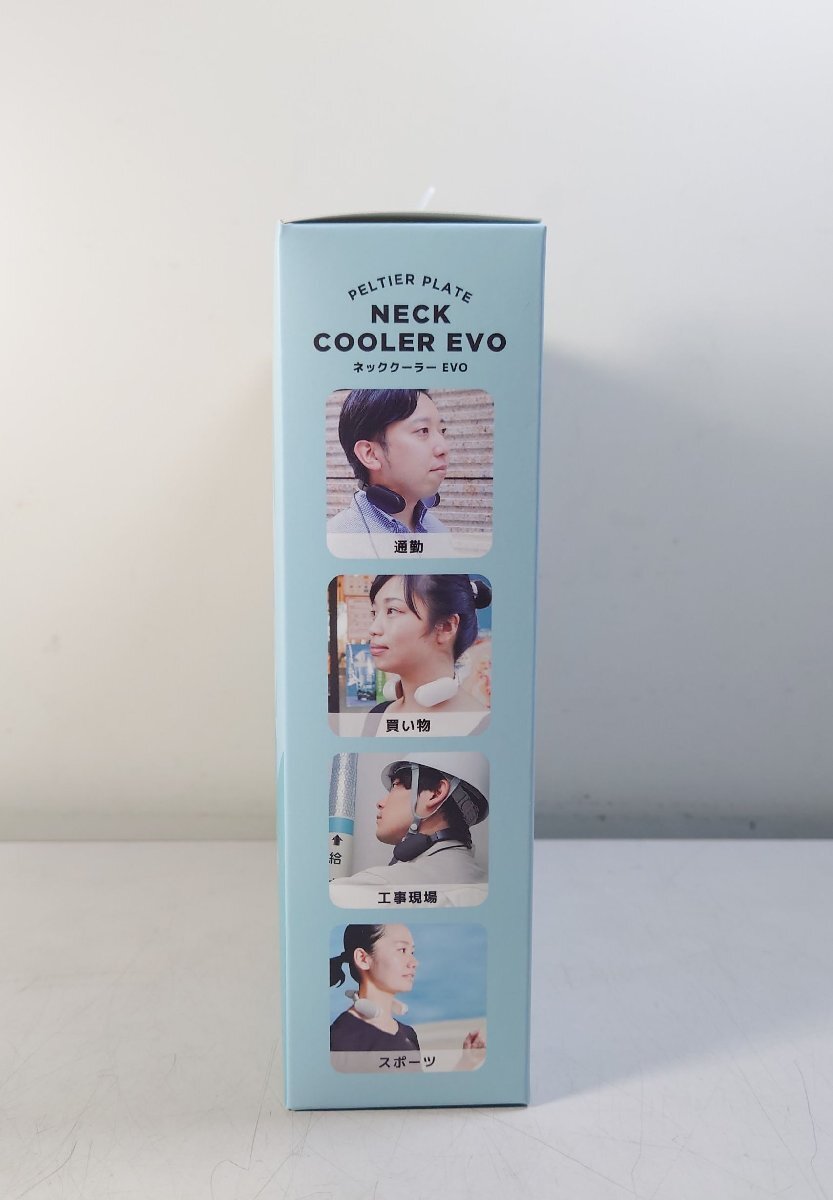 PELTIER PLATE
NECK
COOLER EVO
ネッククーラー EVO
通勤
買い物
給
工事現場
スポーツ